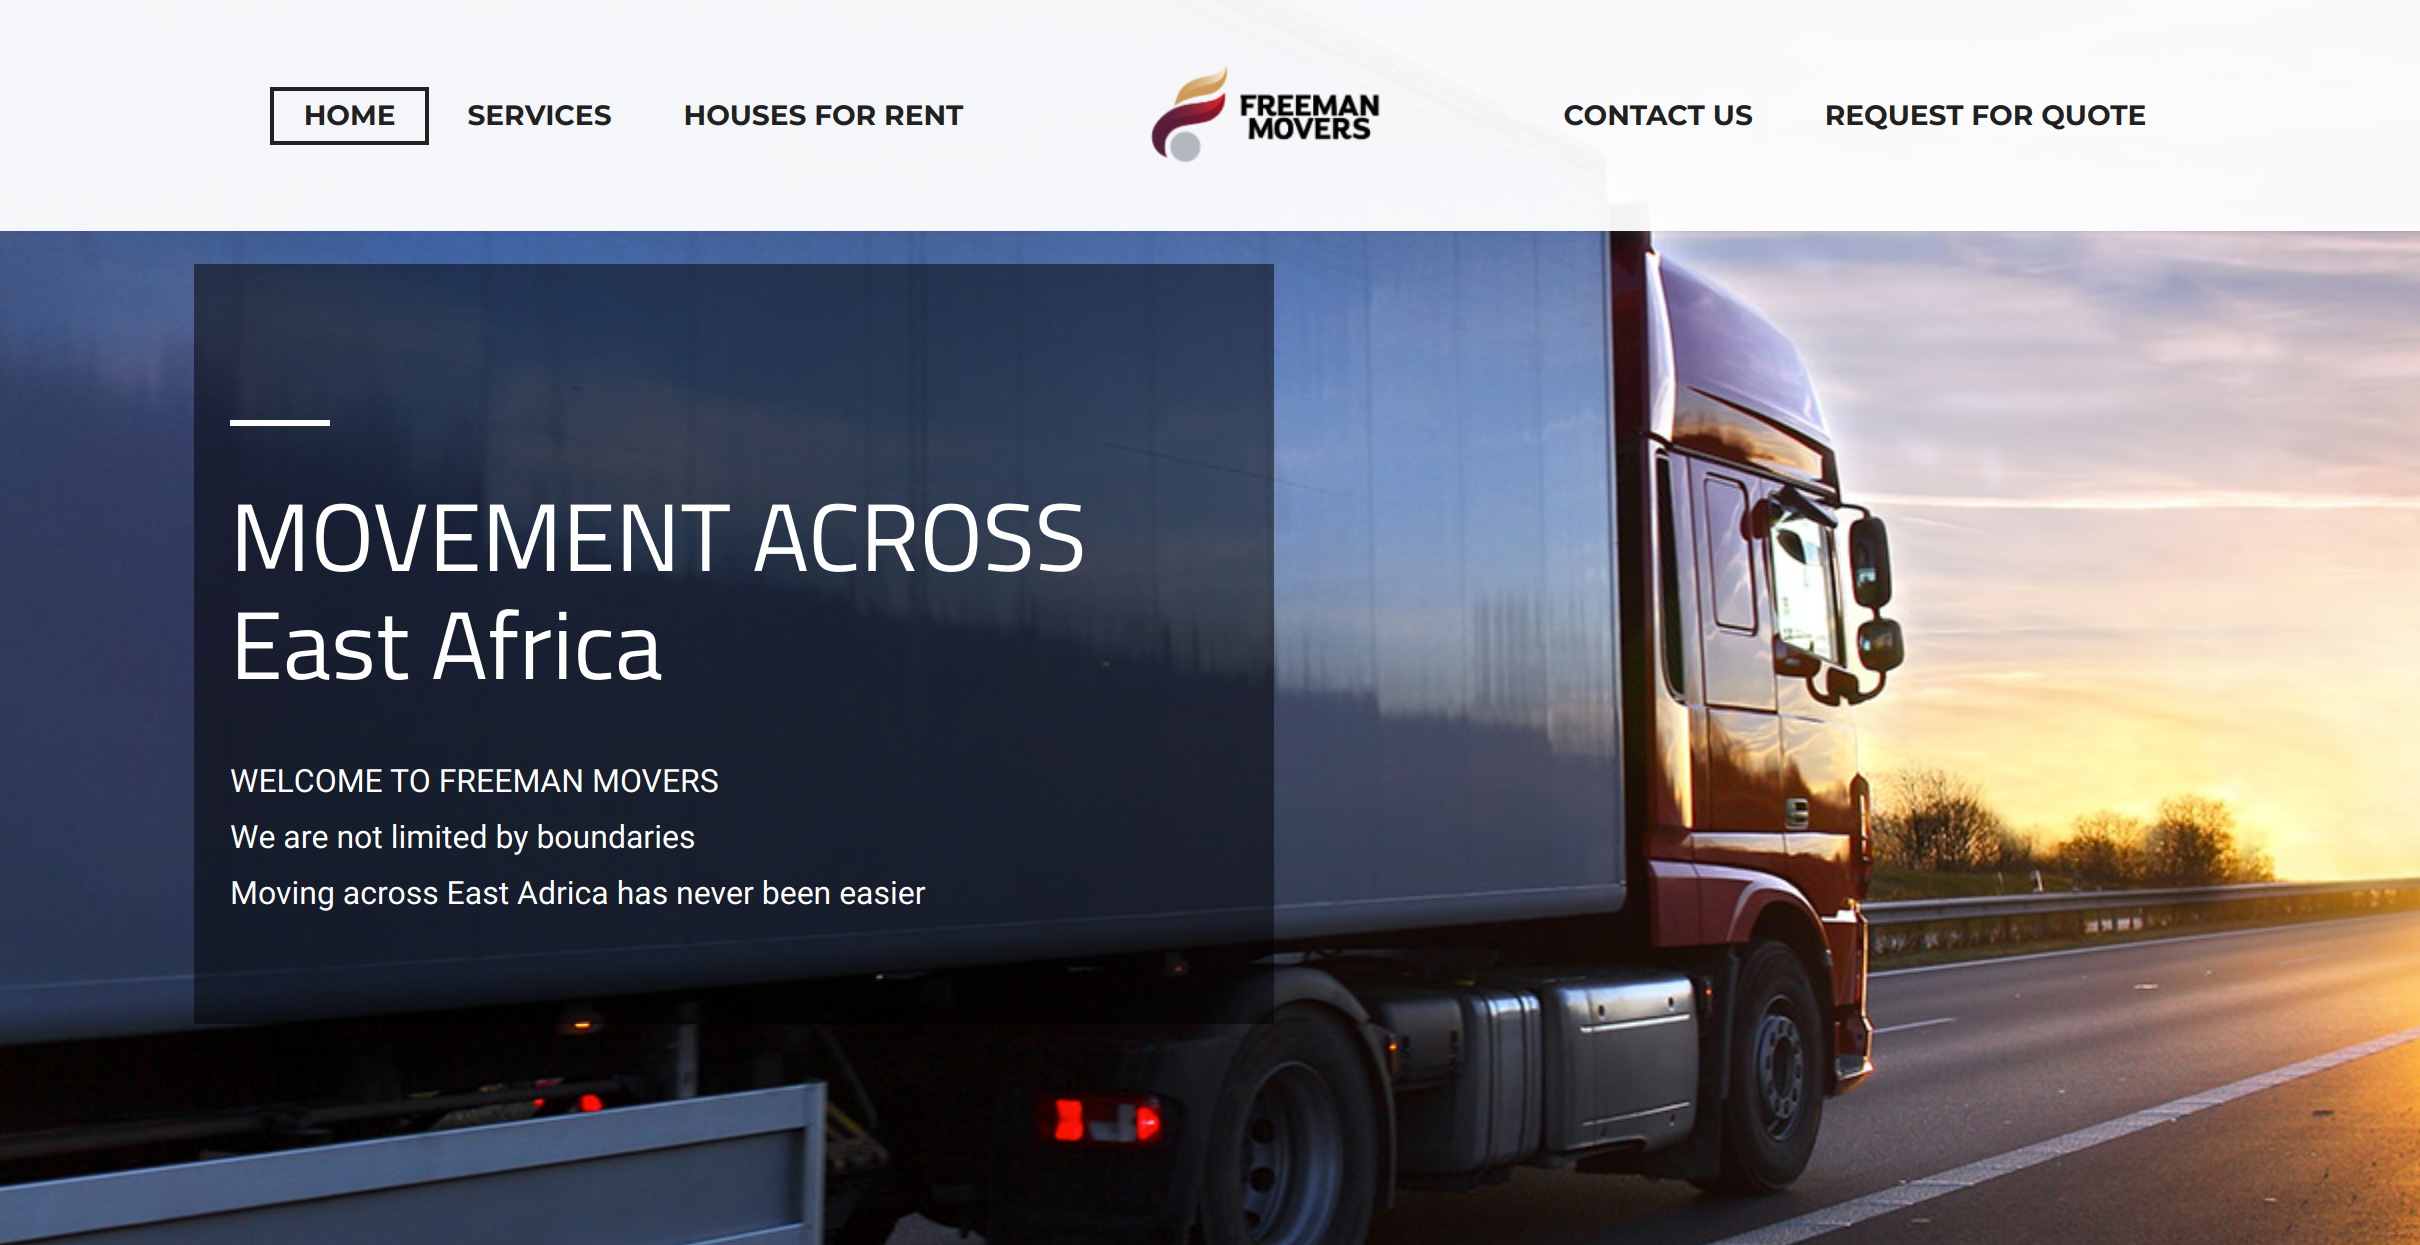 HOME
SERVICES
HOUSES FOR RENT
FREEMAN
MOVERS
CONTACT US
REQUEST FOR QUOTE
MOVEMENT ACROSS
East Africa
WELCOME TO FREEMAN MOVERS
We are not limited by boundaries
Moving across East Adrica has never been easier